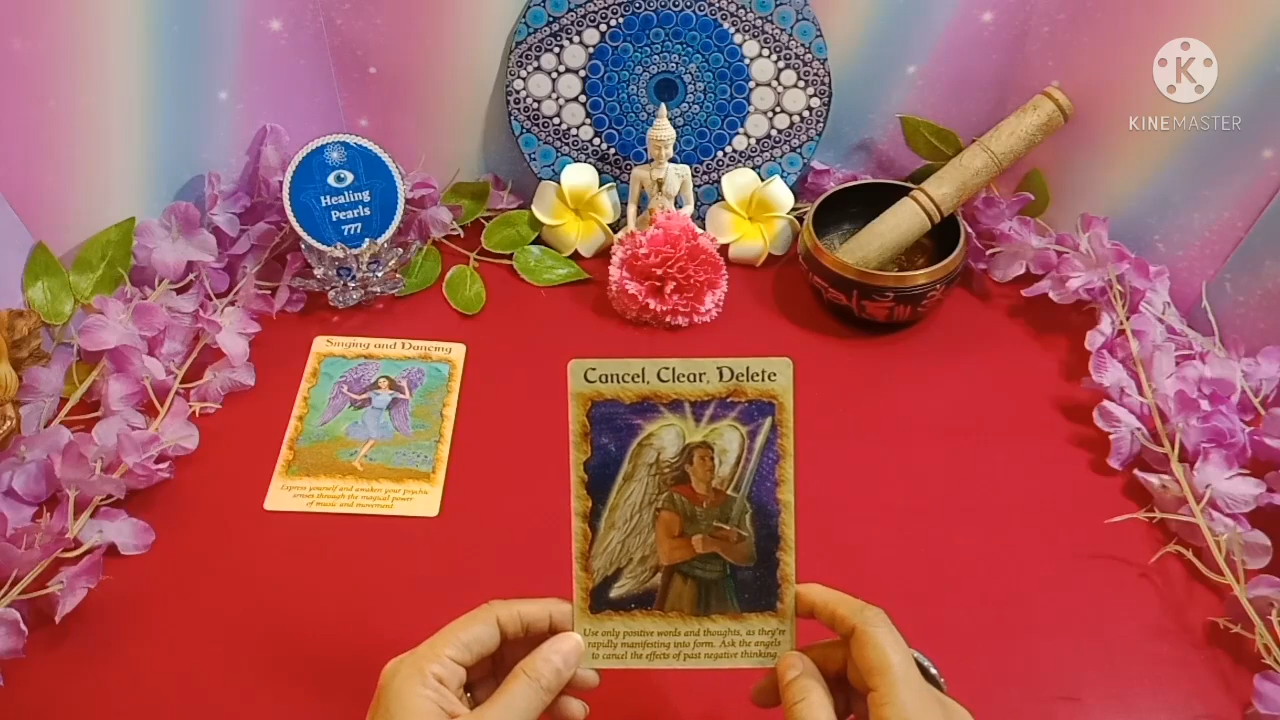 KINEMASTER
Healing
Pearls
777
Singing and Dancing
Express yourself and awaken your psychic
senses through the magical power
of music and movement.
Cancel, Clear, Delete
Use only positive words and thoughts, as they're
rapidly manifesting into form. Ask the angels
to cancel the effects of past negative thinking.